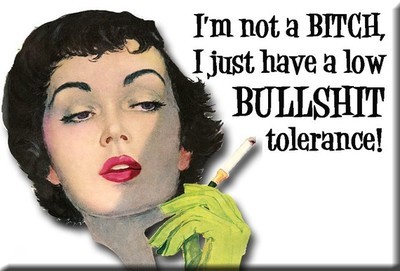 I'm not a BITCH,
I just have a low
BULLSHIT
tolerance!